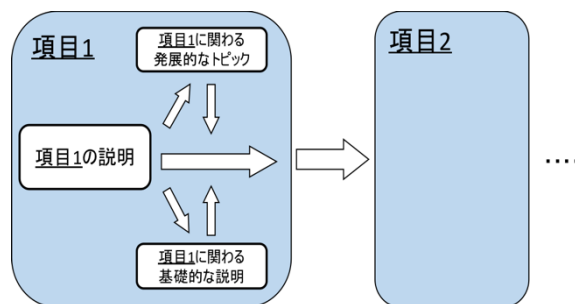 項目1
項目1に関わる
発展的なトピック
項目1の説明
項目1に関わる
基礎的な説明
項目2
....